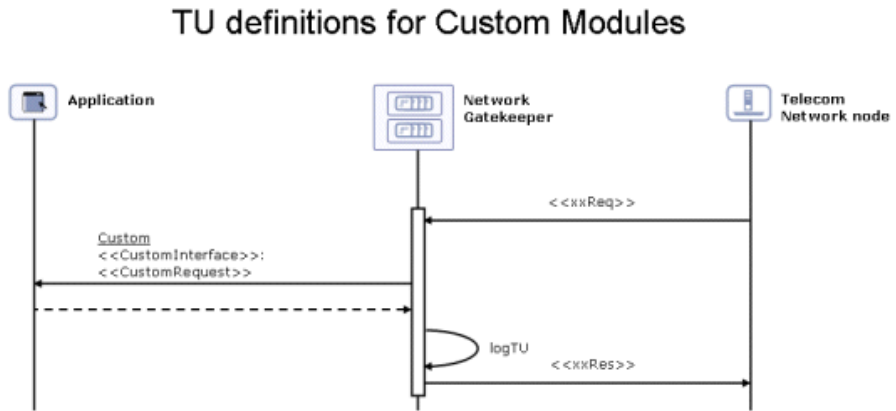 TU definitions for Custom Modules
Application
Network
Gatekeeper
Telecom
Network node
<<xxReq>>
Custom
<<CustomInterface>>:
<<CustomRequest>>
logTU
<<xxRes>>